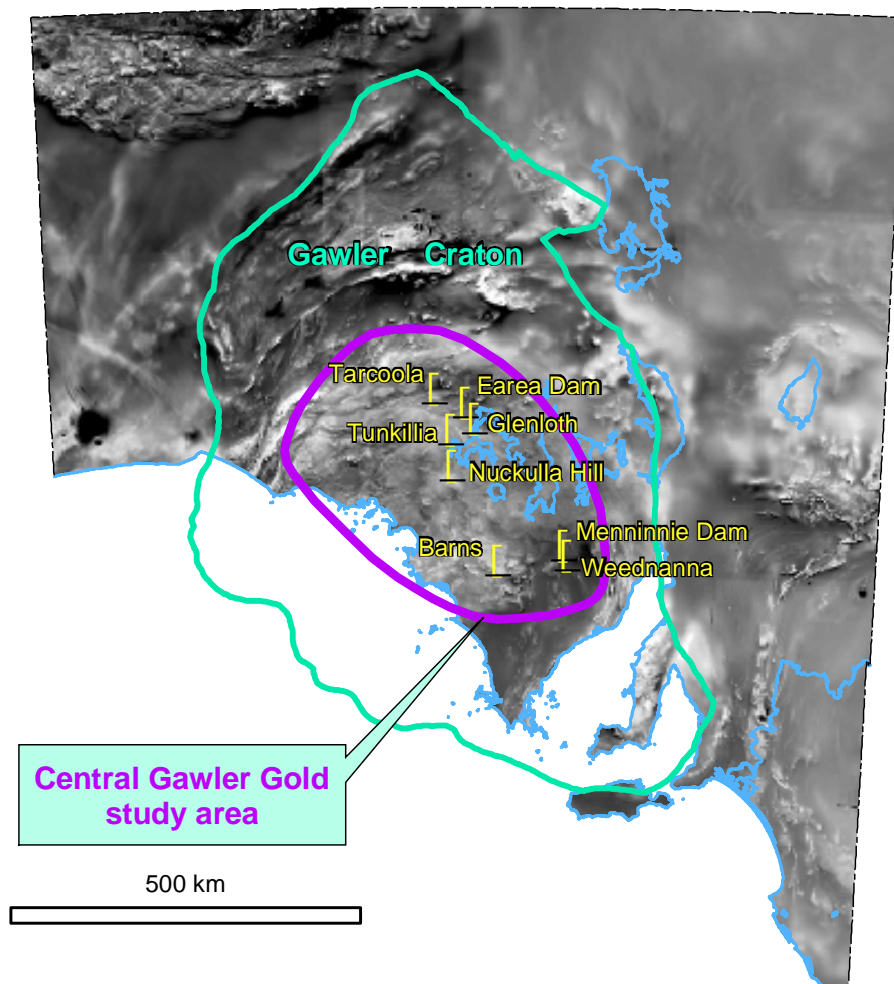 Gawler Craton
Tarcoola
Earea Dam
Glenloth
Tunkillia
Nuckulla Hill
Menninnie Dam
Barns
Weednanna
Central Gawler Gold
study area
500 km